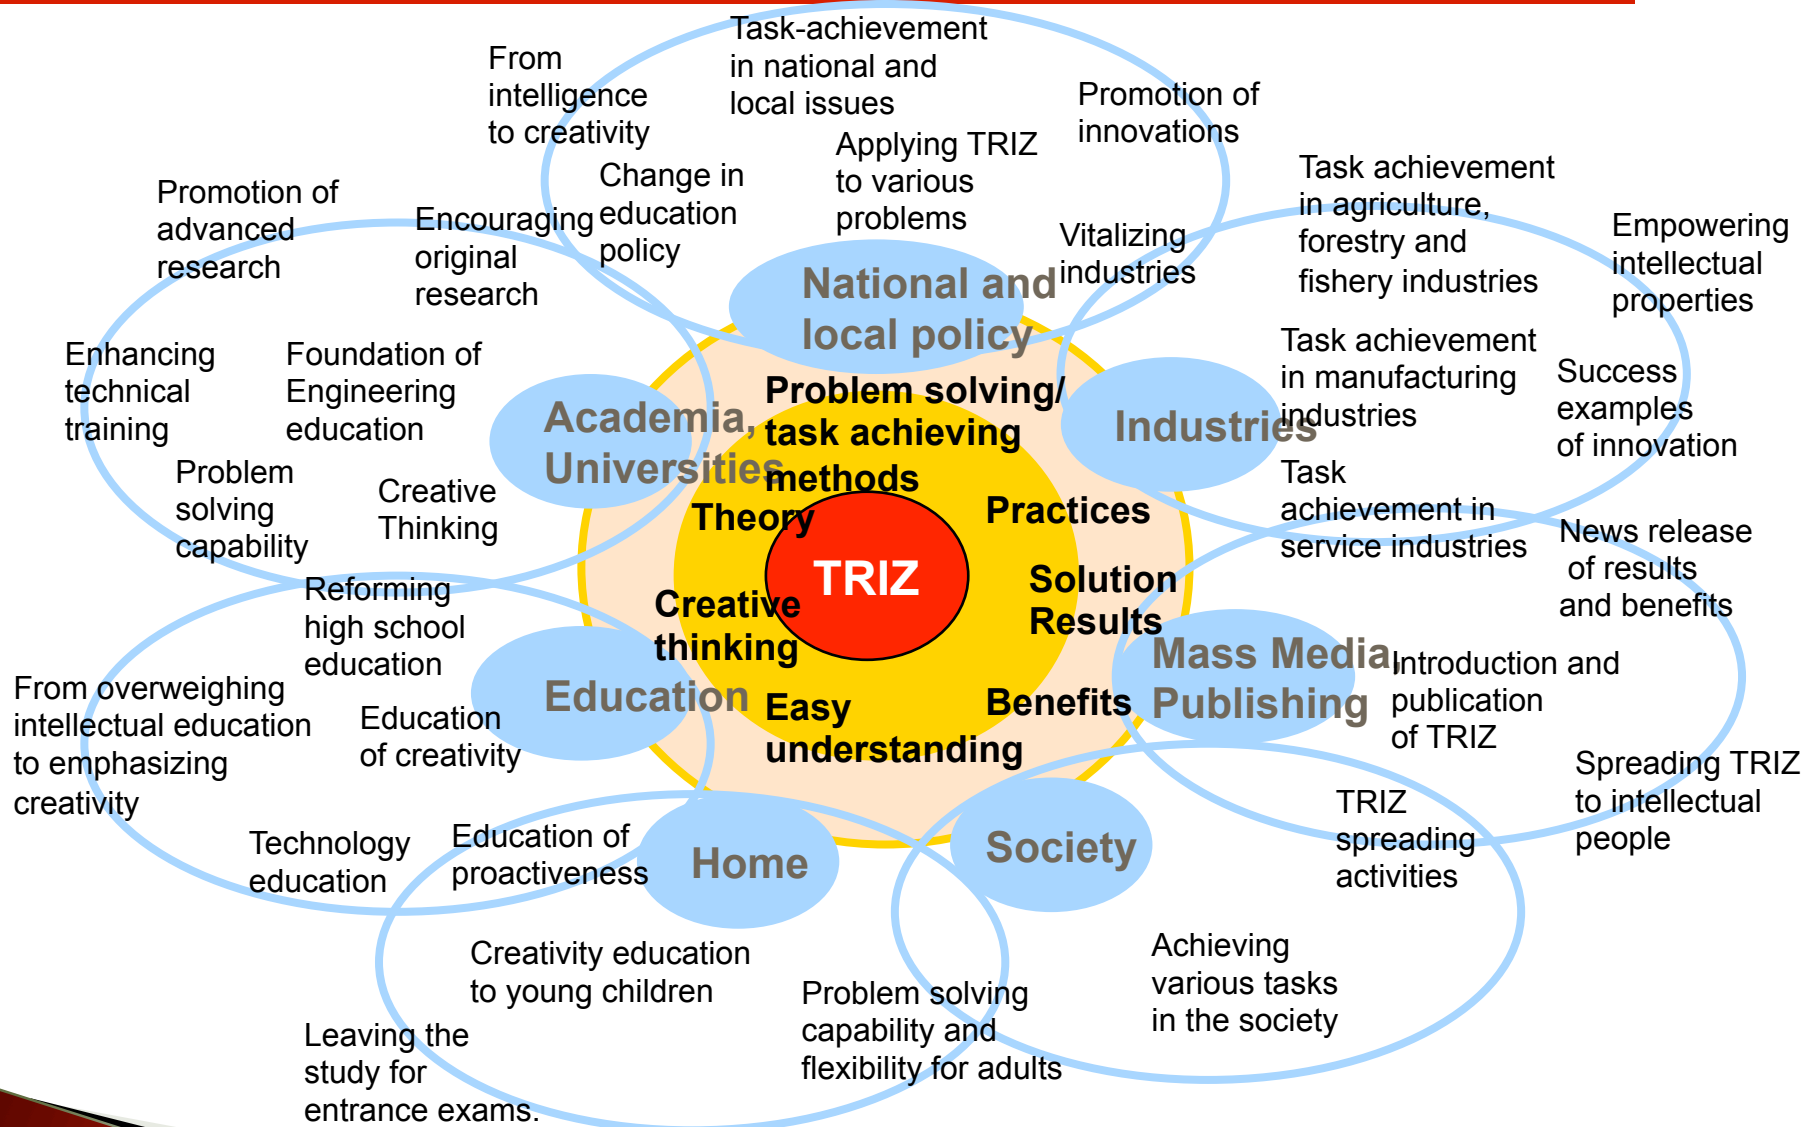 Task-achievement
in national and
local issues
From
intelligence
to creativity
Promotion of
innovations
Applying TRIZ
to various
problems
Change in
education
policy
Vitalizing
industries
National and
local policy
Promotion of
advanced
research
Encouraging
original
research
Enhancing
technical
training
Foundation of
Engineering
education
Problem
solving
capability
Creative
Thinking
Academia,
Universities
Task achievement
in agriculture,
forestry and
fishery industries
Empowering
intellectual
properties
Task achievement
in manufacturing
industries
Success
examples
of innovation
Task
achievement in
service industries
Industries
Problem solving/
task achieving
methods
Theory
Practices
TRIZ
Creative
thinking
Solution
Results
Easy
understanding
Benefits
News release
of results
and benefits
Mass Media,
Publishing
Introduction and
publication
of TRIZ
Spreading TRIZ
to intellectual
people
Reforming
high school
education
From overweighing
intellectual education
to emphasizing
creativity
Education
of creativity
Education
Technology
education
Education of
proactiveness
Home
Society
TRIZ
spreading
activities
Creativity education
to young children
Leaving the
study for
entrance exams.
Problem solving
capability and
flexibility for adults
Achieving
various tasks
in the society